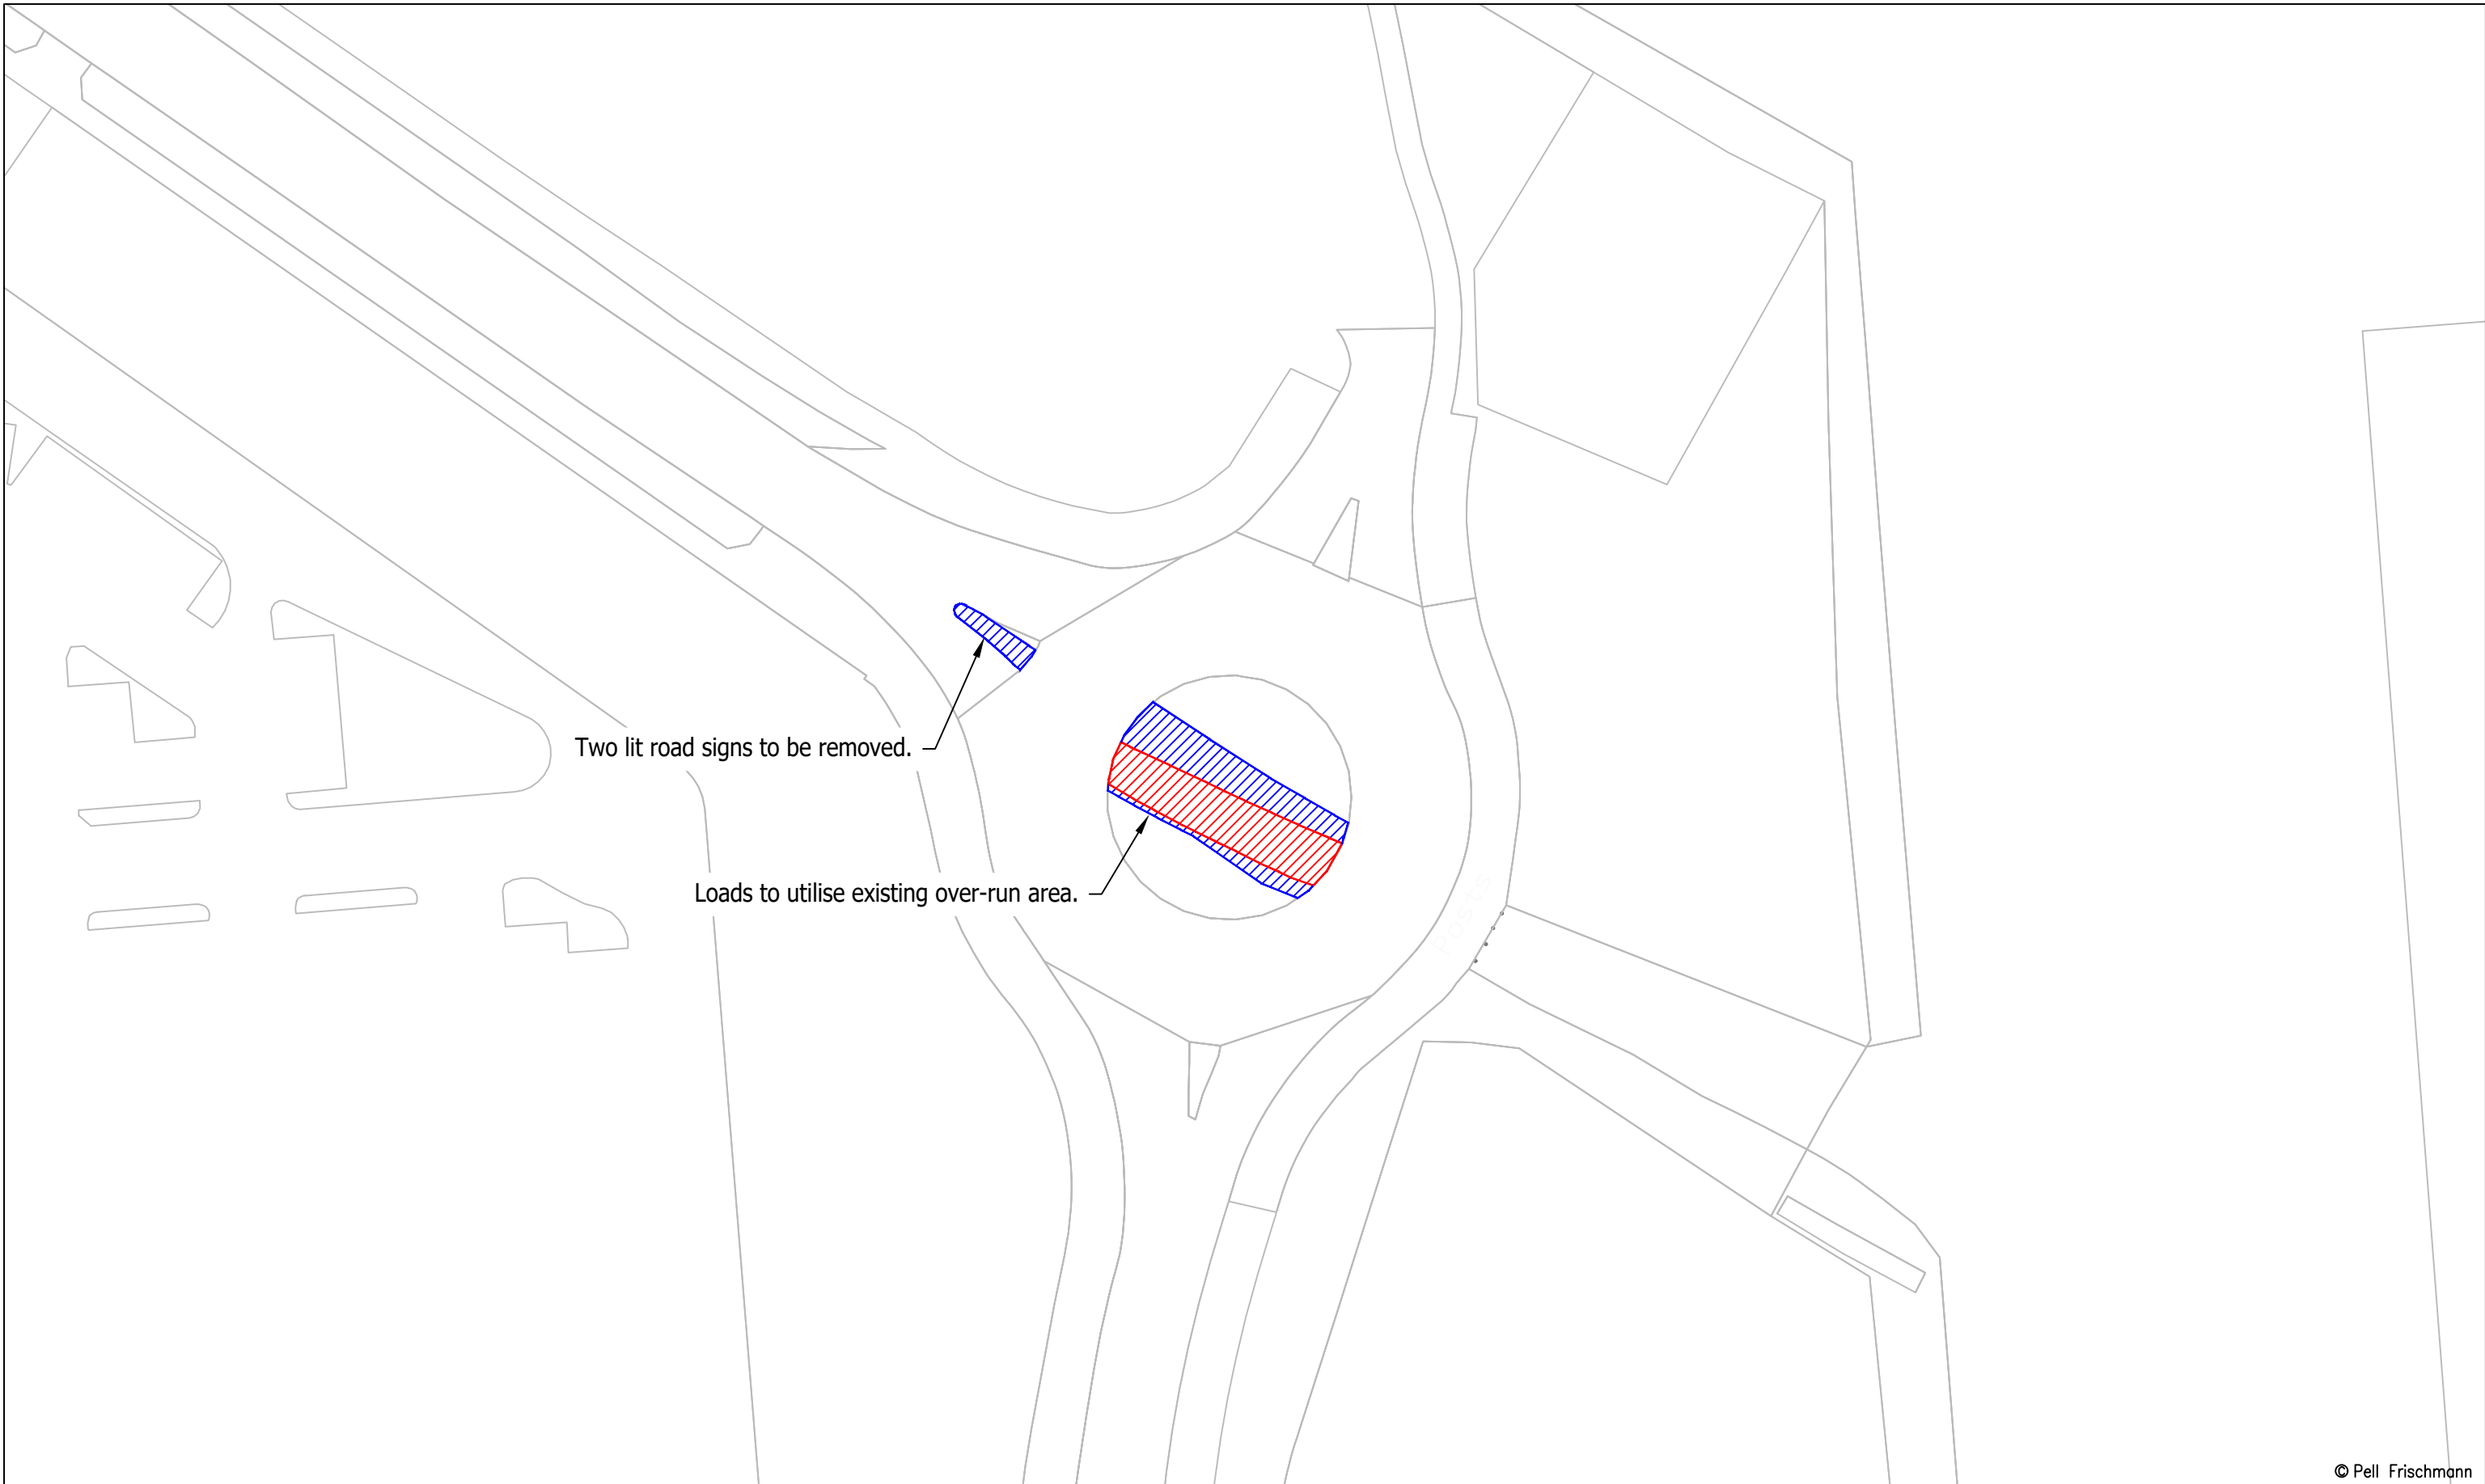 Two lit road signs to be removed.
Loads to utilise existing over-run area.
© Pell Frischmann